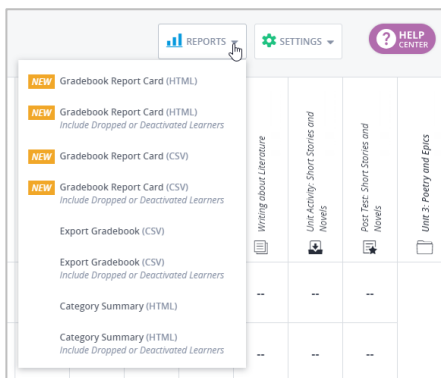 REPORTS
SETTINGS
? HELP
CENTER
NEW Gradebook Report Card (HTML)
NEW Gradebook Report Card (HTML)
Include Dropped or Deactivated Learners
NEW Gradebook Report Card (CSV)
NEW Gradebook Report Card (CSV)
Include Dropped or Deactivated Learners
Export Gradebook (CSV)
Export Gradebook (CSV)
Include Dropped or Deactivated Learners
Category Summary (HTML)
Category Summary (HTML)
Include Dropped or Deactivated Learners
Writing about Literature
Unit Activity: Short Stories and
Novels
Post Test: Short Stories and
Novels
Unit 3: Poetry and Epics
-- -- --
-- -- --